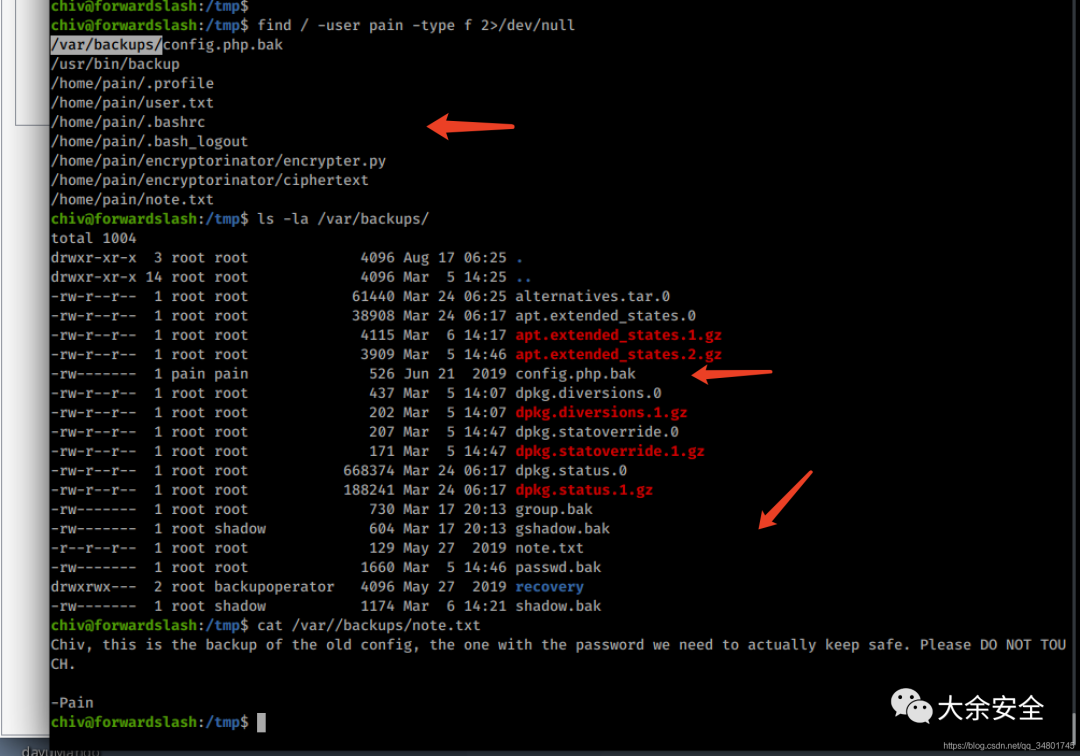 chiv@forwardslash:/tmp$
chiv@forwardslash:/tmp$ find / -user pain -type f 2>/dev/null
/var/backups/config.php.bak
/usr/bin/backup
/home/pain/.profile
/home/pain/user.txt
/home/pain/.bashrc
/home/pain/.bash_logout
/home/pain/encryptorinator/encrypter.py
/home/pain/encryptorinator/ciphertext
/home/pain/note.txt
chiv@forwardslash:/tmp$ ls -la /var/backups/
total 1004
drwxr-xr-x  3 root root             4096 Aug 17 06:25 .
drwxr-xr-x 14 root root             4096 Mar  5 14:25 ..
-rw-r--r--  1 root root            61440 Mar 24 06:25 alternatives.tar.0
-rw-r--r--  1 root root            38908 Mar 24 06:17 apt.extended_states.0
-rw-r--r--  1 root root             4115 Mar  6 14:17 apt.extended_states.1.gz
-rw-r--r--  1 root root             3909 Mar  5 14:46 apt.extended_states.2.gz
-rw-------  1 pain pain              526 Jun 21  2019 config.php.bak
-rw-r--r--  1 root root              437 Mar  5 14:07 dpkg.diversions.0
-rw-r--r--  1 root root              202 Mar  5 14:07 dpkg.diversions.1.gz
-rw-r--r--  1 root root              207 Mar  5 14:47 dpkg.statoverride.0
-rw-r--r--  1 root root              171 Mar  5 14:47 dpkg.statoverride.1.gz
-rw-r--r--  1 root root           668374 Mar 24 06:17 dpkg.status.0
-rw-r--r--  1 root root           188241 Mar 24 06:17 dpkg.status.1.gz
-rw-------  1 root root              730 Mar 17 20:13 group.bak
-rw-------  1 root shadow            604 Mar 17 20:13 gshadow.bak
-r--r--r--  1 root root              129 May 27  2019 note.txt
-rw-------  1 root root             1660 Mar  5 14:46 passwd.bak
drwxrwx---  2 root backupoperator   4096 May 27  2019 recovery
-rw-------  1 root shadow           1174 Mar  6 14:21 shadow.bak
chiv@forwardslash:/tmp$ cat /var//backups/note.txt
Chiv, this is the backup of the old config, the one with the password we need to actually keep safe. Please DO NOT TOU
CH.
-Pain
chiv@forwardslash:/tmp$
大余安全
https://blog.csdn.net/qq_34801745